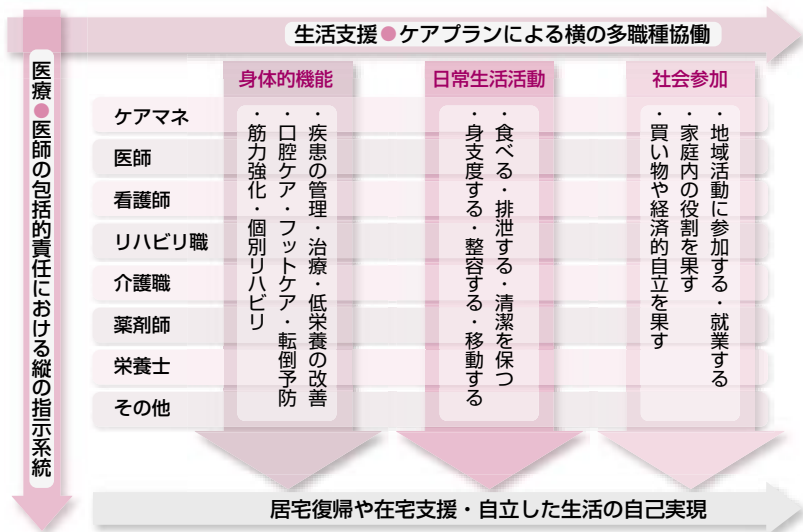 生活支援●ケアプランによる横の多職種協働
医療●医師の包括的責任における縦の指示系統
身体的機能
日常生活活動
社会参加
ケアマネ
医師
看護師
リハビリ職
介護職
薬剤師
栄養士
その他
・疾患の管理・治療・低栄養の改善
・口腔ケア・フットケア・転倒予防
・筋力強化・個別リハビリ
・食べる・排泄する・清潔を保つ
・身支度する・整容する・移動する
・地域活動に参加する・就業する
・家庭内の役割を果す
・買い物や経済的自立を果す
居宅復帰や在宅支援・自立した生活の自己実現